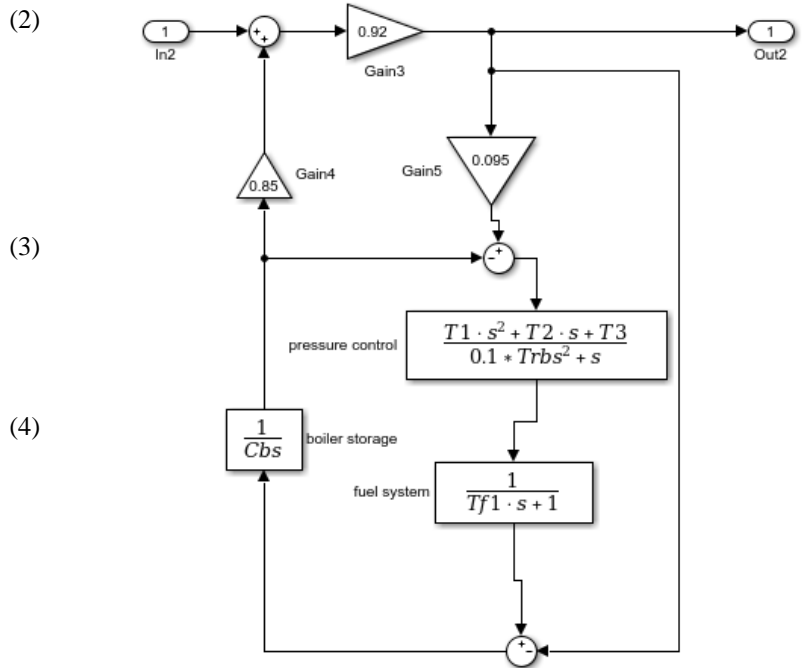 (2)
1
In2
+
+
0.92
Gain3
1
Out2
0.85
Gain4
Gain5
0.095
(3)
−
+
pressure control
T1 · s² + T2 · s + T3
0.1 * Trbs² + s
(4)
1
Cbs
boiler storage
fuel system
1
Tf1 · s + 1
+
−